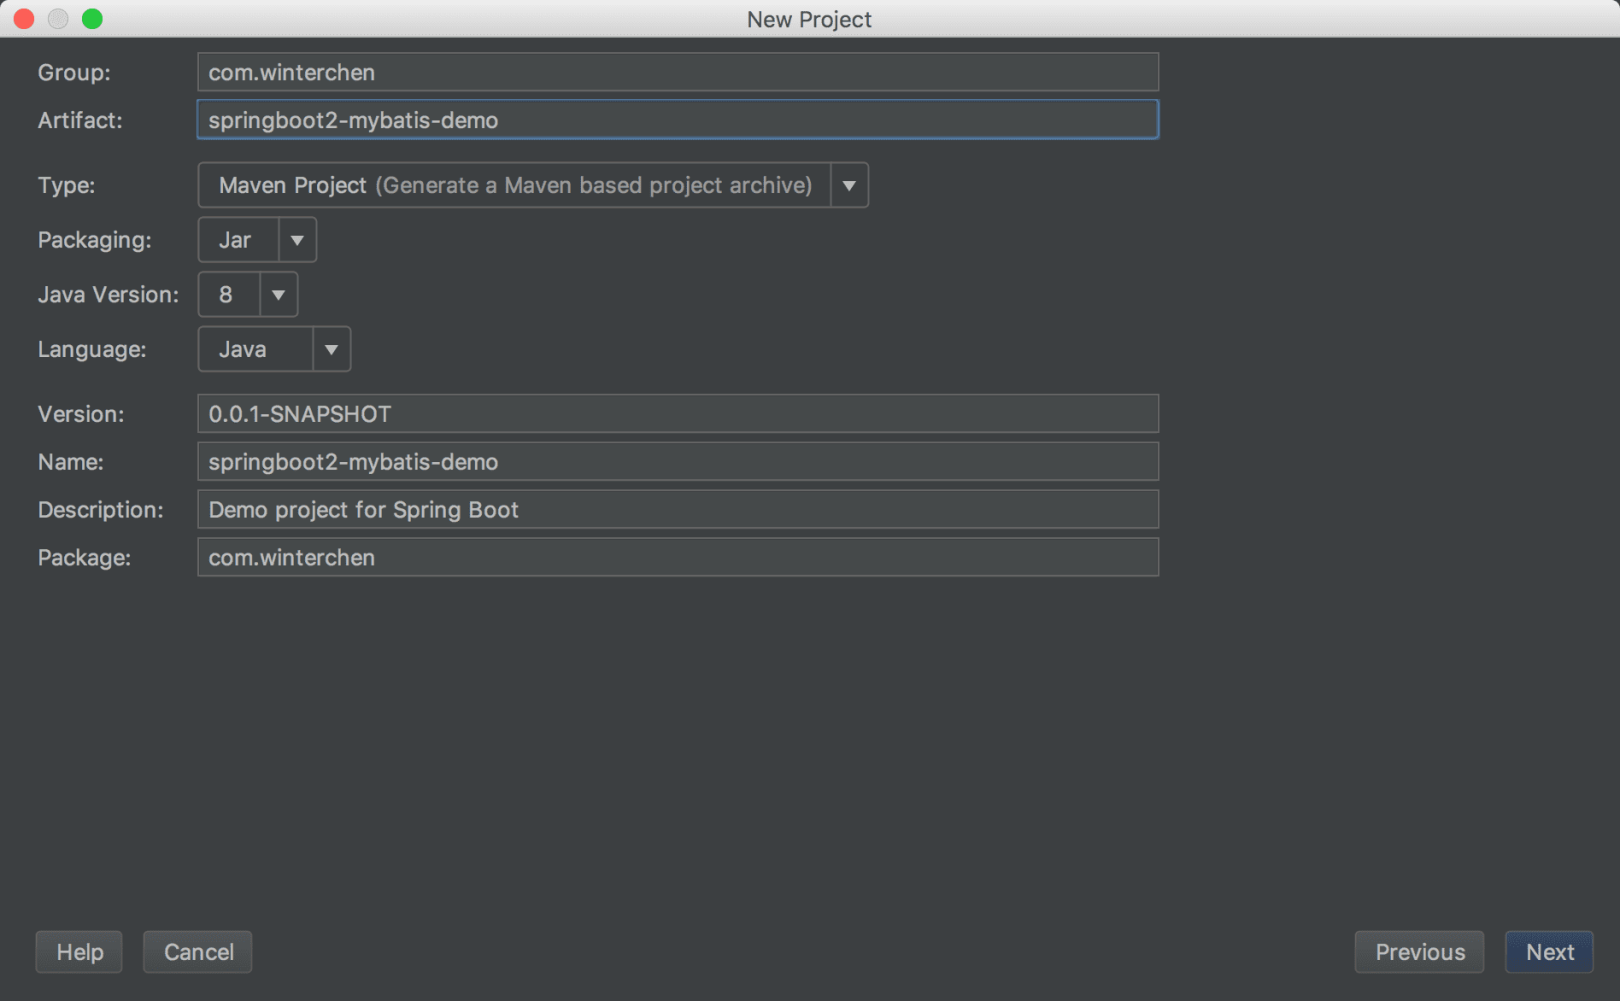 New Project
Group: com.winterchen
Artifact: springboot2-mybatis-demo
Type: Maven Project (Generate a Maven based project archive)
Packaging: Jar
Java Version: 8
Language: Java
Version: 0.0.1-SNAPSHOT
Name: springboot2-mybatis-demo
Description: Demo project for Spring Boot
Package: com.winterchen
Help Cancel Previous Next